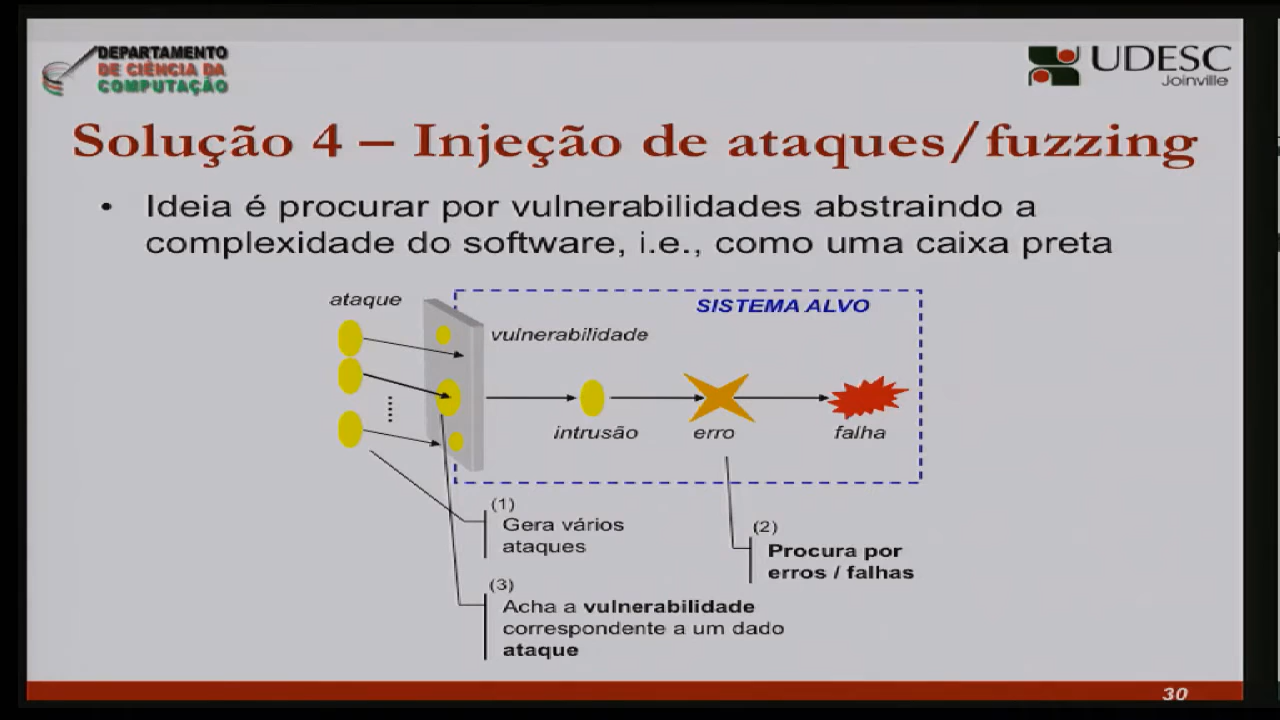 DEPARTAMENTO
DE CIÊNCIA DA
COMPUTAÇÃO
UDESC
Joinville
Solução 4 – Injeção de ataques/fuzzing
• Ideia é procurar por vulnerabilidades abstraindo a
complexidade do software, i.e., como uma caixa preta
ataque
SISTEMA ALVO
vulnerabilidade
intrusão
erro
falha
(1)
Gera vários
ataques
(2)
Procura por
erros / falhas
(3)
Acha a vulnerabilidade
correspondente a um dado
ataque
30